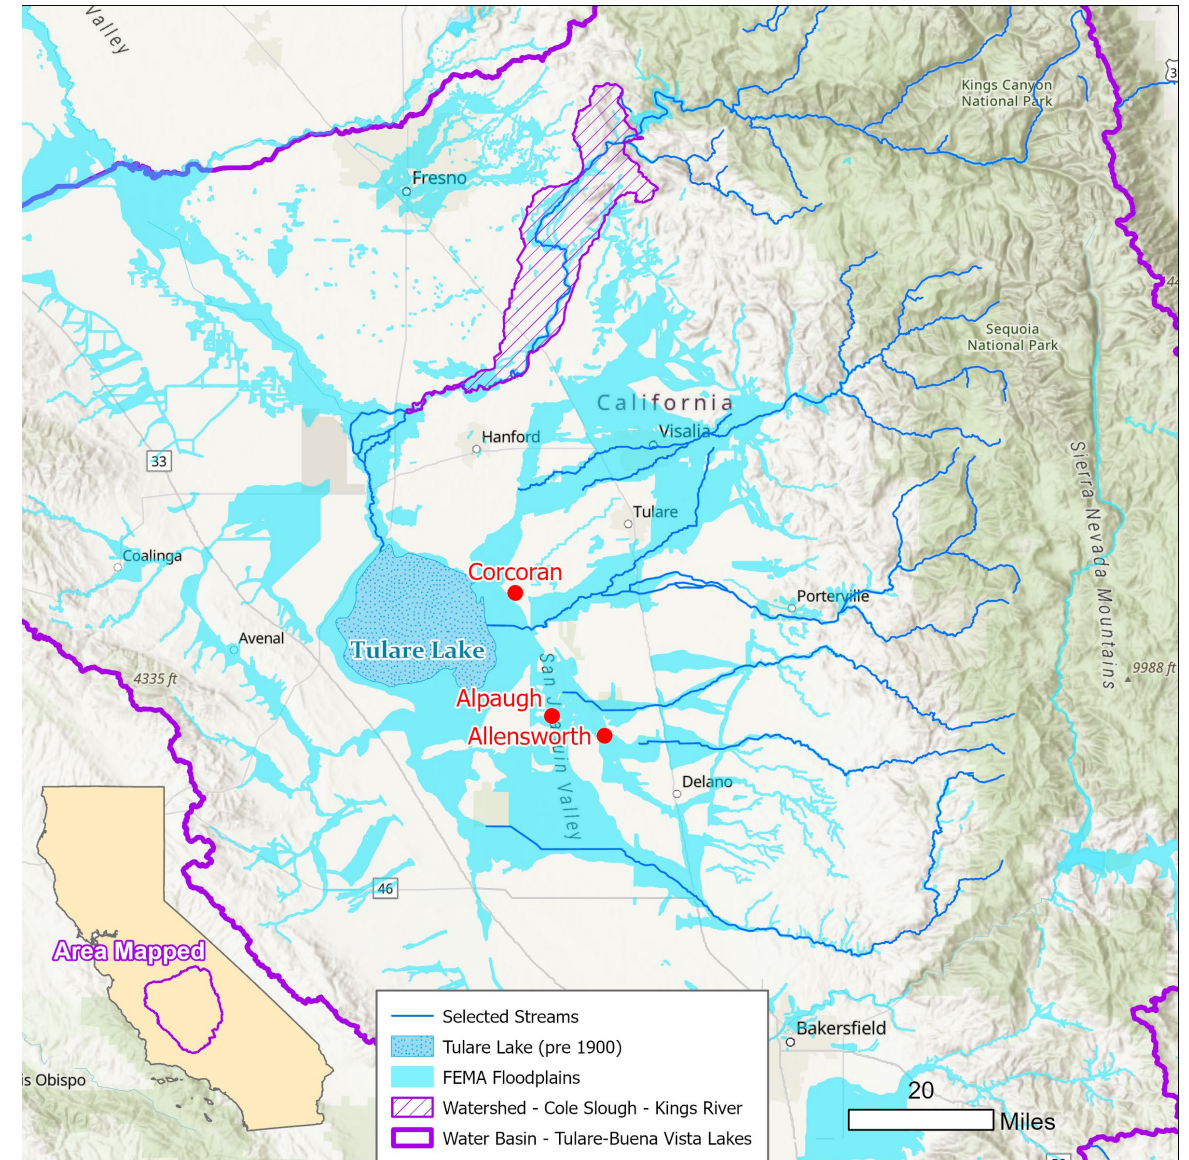 Valley
3
Kings Canyon
National Park
Fresno
44
Sequoia
National Park
California
Hanford
Visalia
33
Tulare
Sierra Nevada Mountains
Coalinga
Corcoran
Porterville
Avenal
Tulare Lake
4335 ft
9988 ft
San Joaquin Valley
Alpaugh
Allensworth
Delano
46
Area Mapped
Bakersfield
is Obispo
20
Miles
Selected Streams
Tulare Lake (pre 1900)
FEMA Floodplains
Watershed - Cole Slough - Kings River
Water Basin - Tulare-Buena Vista Lakes